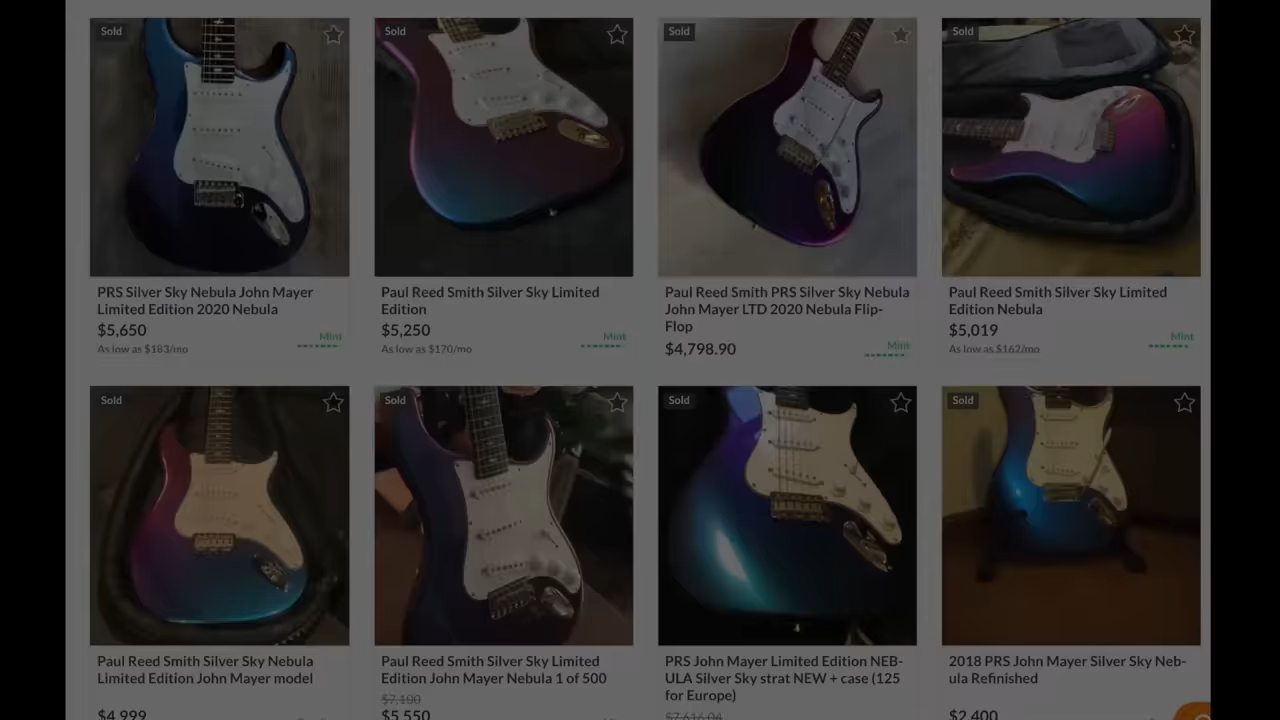 Sold
Sold
Sold
Sold
PRS Silver Sky Nebula John Mayer
Limited Edition 2020 Nebula
$5,650
As low as $183/mo
Mint
Paul Reed Smith Silver Sky Limited
Edition
$5,250
As low as $170/mo
Mint
Paul Reed Smith PRS Silver Sky Nebula
John Mayer LTD 2020 Nebula Flip-
Flop
$4,798.90
Mint
Paul Reed Smith Silver Sky Limited
Edition Nebula
$5,019
As low as $162/mo
Mint
Sold
Sold
Sold
Sold
Paul Reed Smith Silver Sky Nebula
Limited Edition John Mayer model
$4,999
Paul Reed Smith Silver Sky Limited
Edition John Mayer Nebula 1 of 500
$7,100
$5,550
PRS John Mayer Limited Edition NEB-
ULA Silver Sky strat NEW + case (125
for Europe)
$7,616.04
2018 PRS John Mayer Silver Sky Neb-
ula Refinished
$2,400